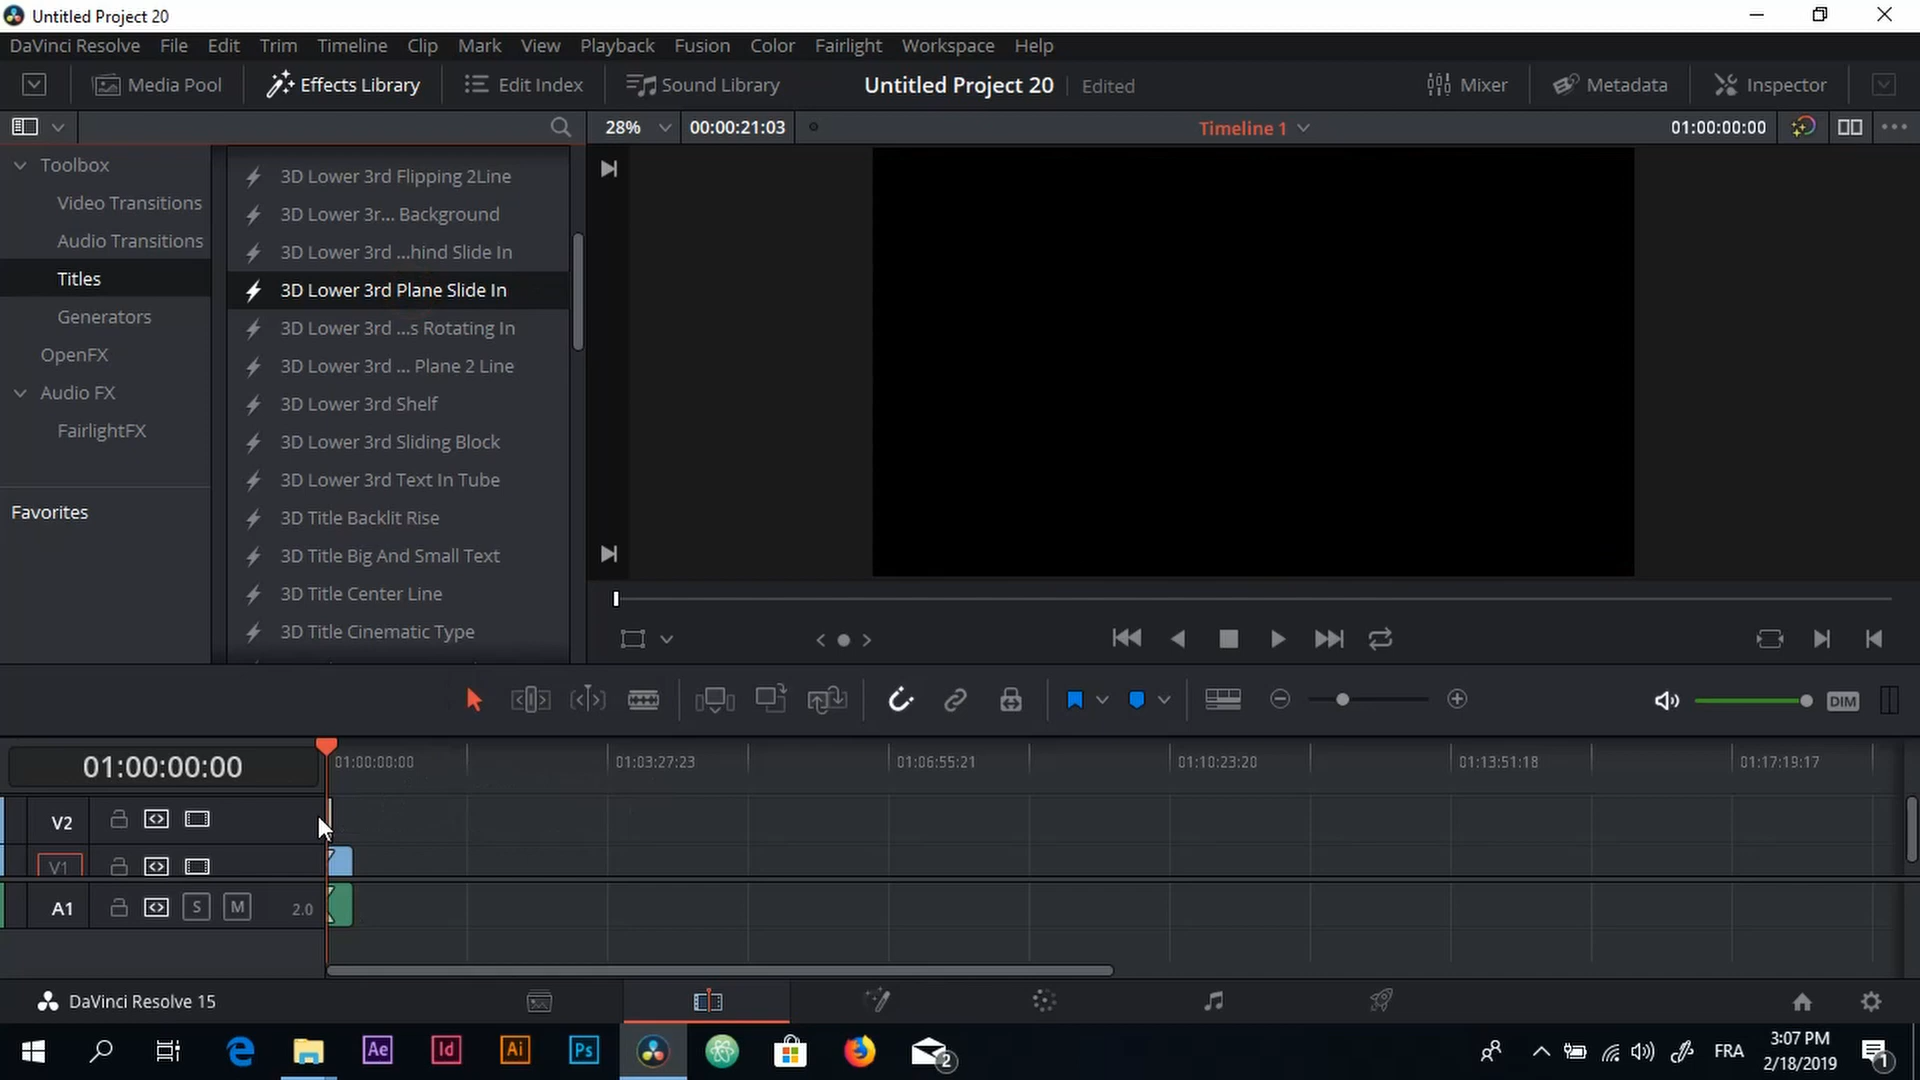 Untitled Project 20
DaVinci Resolve File Edit Trim Timeline Clip Mark View Playback Fusion Color Fairlight Workspace Help
Media Pool Effects Library Edit Index Sound Library Untitled Project 20 Edited Mixer Metadata Inspector
28% 00:00:21:03 Timeline 1 01:00:00:00
Toolbox
Video Transitions
Audio Transitions
Titles
Generators
OpenFX
Audio FX
FairlightFX
Favorites
3D Lower 3rd Flipping 2Line
3D Lower 3r... Background
3D Lower 3rd ...hind Slide In
3D Lower 3rd Plane Slide In
3D Lower 3rd ...s Rotating In
3D Lower 3rd ... Plane 2 Line
3D Lower 3rd Shelf
3D Lower 3rd Sliding Block
3D Lower 3rd Text In Tube
3D Title Backlit Rise
3D Title Big And Small Text
3D Title Center Line
3D Title Cinematic Type
DIM
01:00:00:00 01:00:00:00 01:03:27:23 01:06:55:21 01:10:23:20 01:13:51:18 01:17:19:17
V2
V1
A1 S M 2.0
DaVinci Resolve 15
Ae Id Ai Ps 2 FRA 3:07 PM 1
2/18/2019